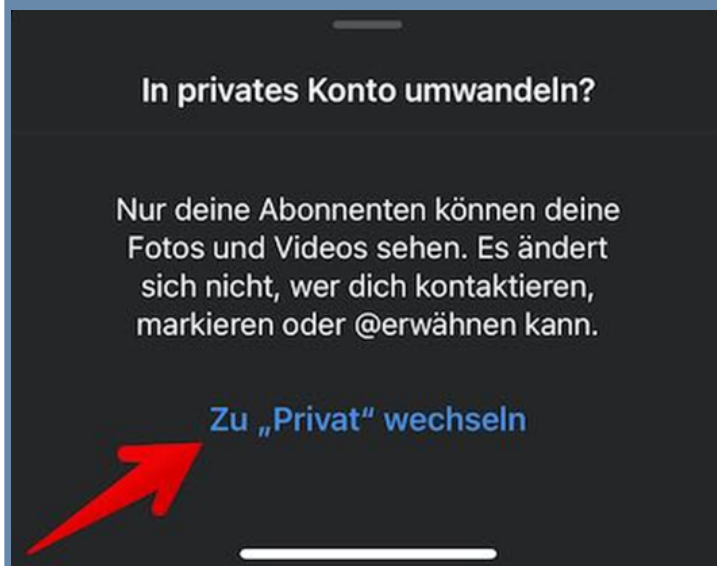 In privates Konto umwandeln?
Nur deine Abonnenten können deine
Fotos und Videos sehen. Es ändert
sich nicht, wer dich kontaktieren,
markieren oder @erwähnen kann.
Zu „Privat“ wechseln